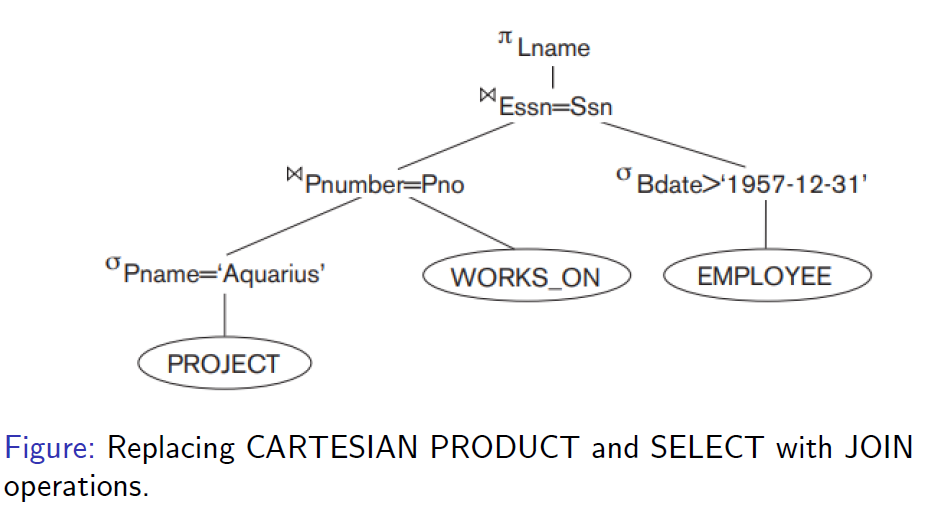 π Lname
⋈ Essn=Ssn
⋈ Pnumber=Pno
σ Bdate>‘1957-12-31’
σ Pname=‘Aquarius’
WORKS_ON
EMPLOYEE
PROJECT
Figure: Replacing CARTESIAN PRODUCT and SELECT with JOIN
operations.